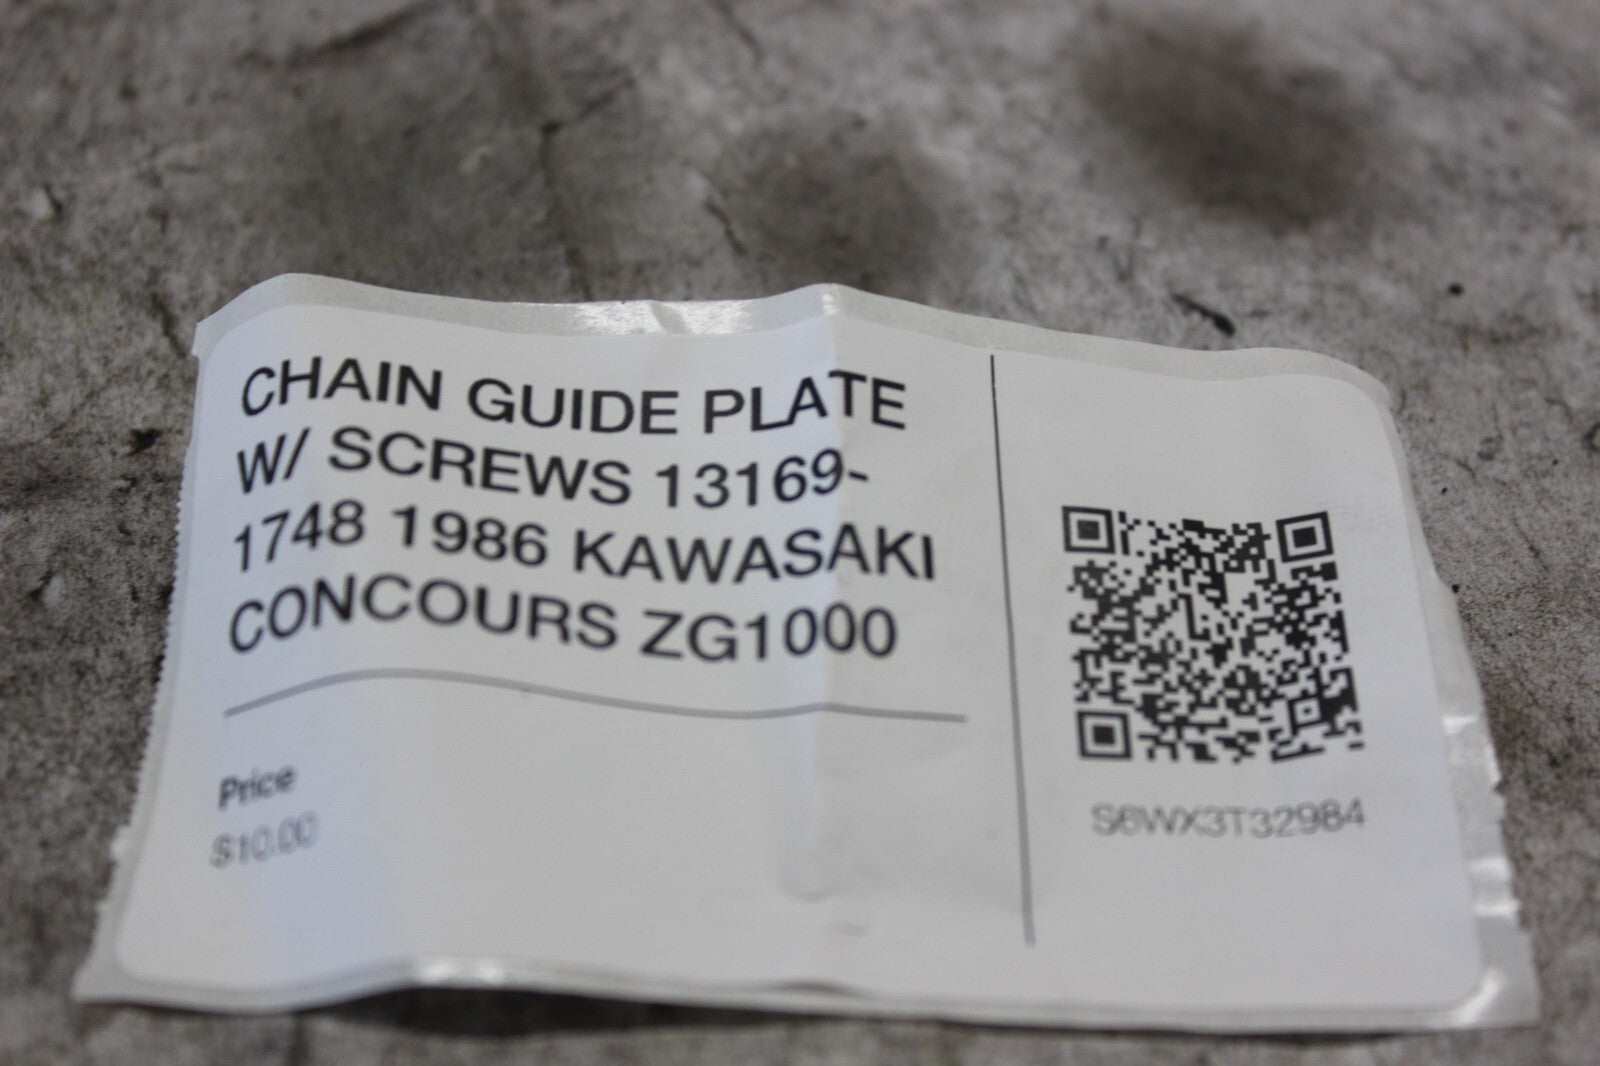 CHAIN GUIDE PLATE
W/ SCREWS 13169-
1748 1986 KAWASAKI
CONCOURS ZG1000
Price
$10.00
S6WX3T32984